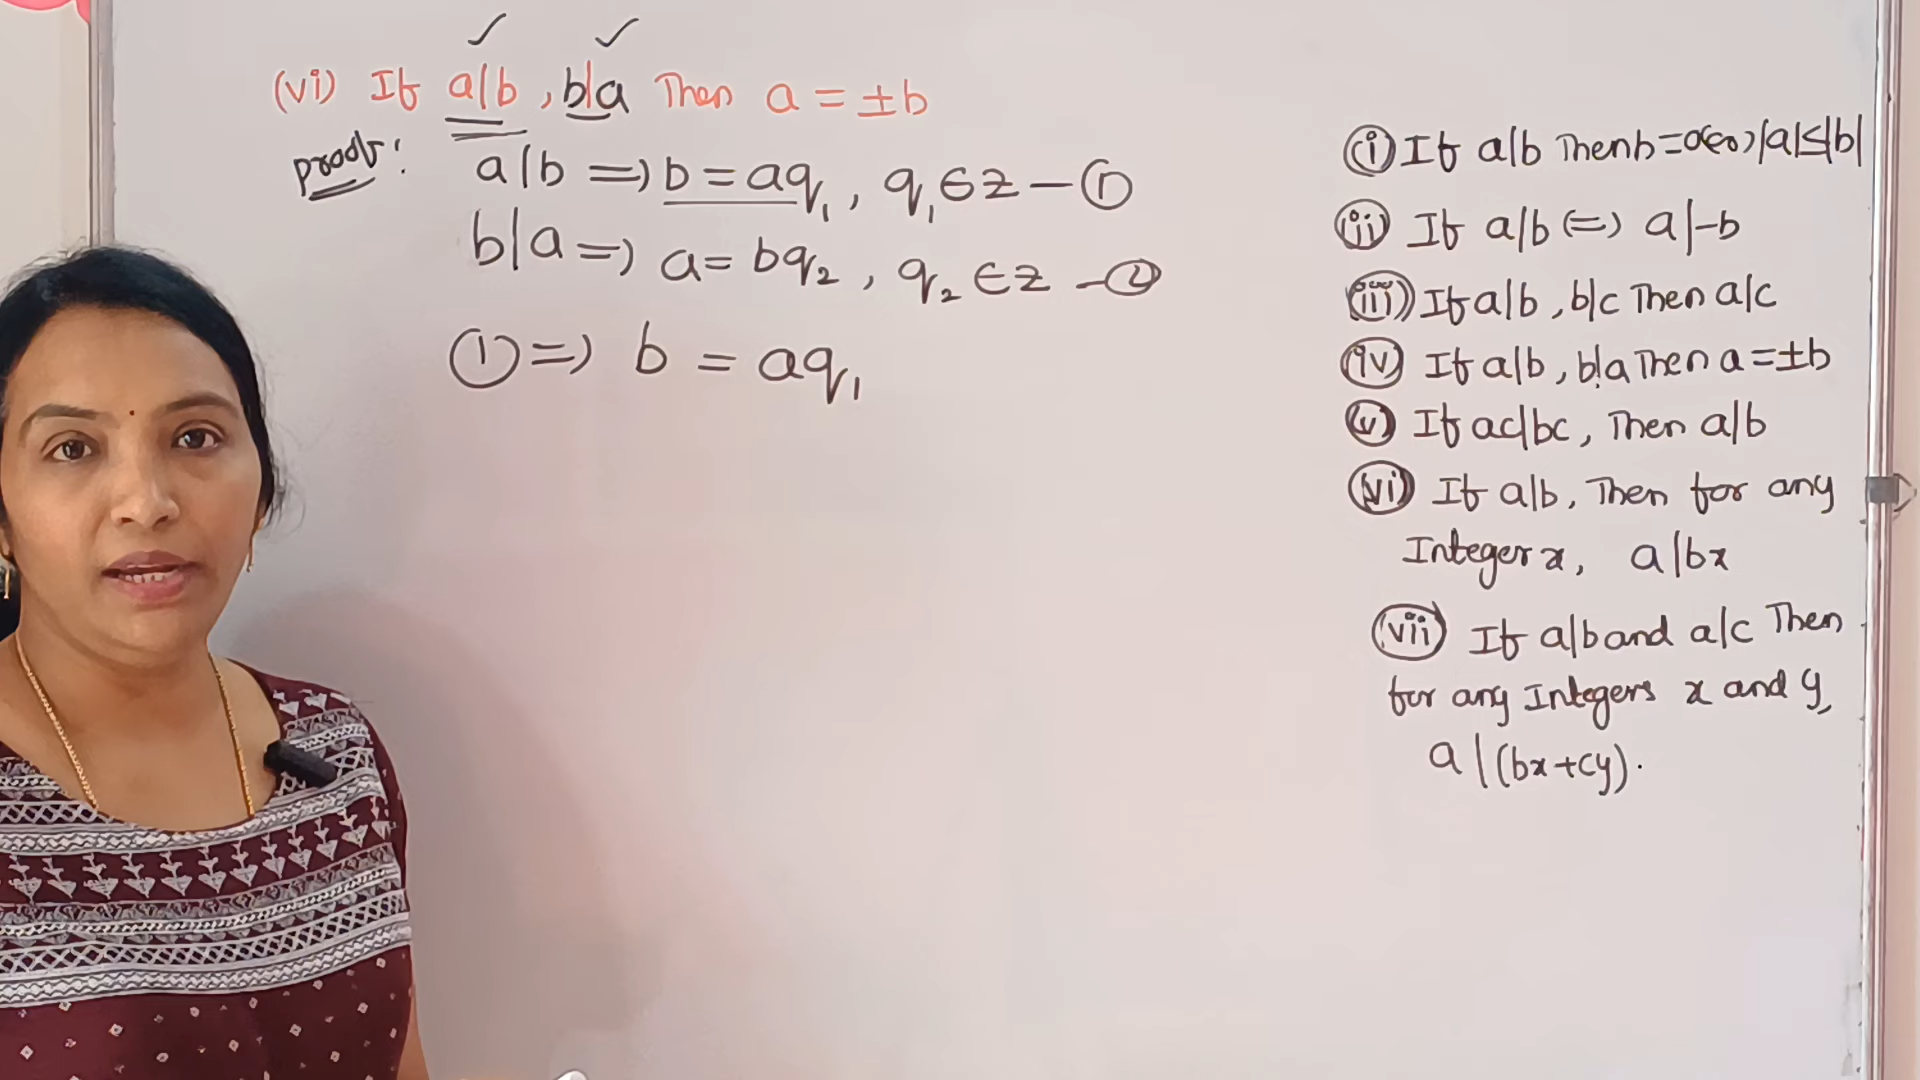 (vi) If a|b, b|a Then a = ±b
Proof:
a|b => b = aq₁, q₁∈z — ①
b|a => a = bq₂, q₂∈z — ②
① => b = aq₁
(i) If a|b Then b=0 (or) |a|≤|b|
(ii) If a|b <=> a|-b
(iii) If a|b, b|c Then a|c
(iv) If a|b, b|a Then a = ±b
(v) If ac|bc, Then a|b
(vi) If a|b, Then for any
Integer x, a|bx
(vii) If a|b and a|c Then
for any Integers x and y,
a|(bx+cy).